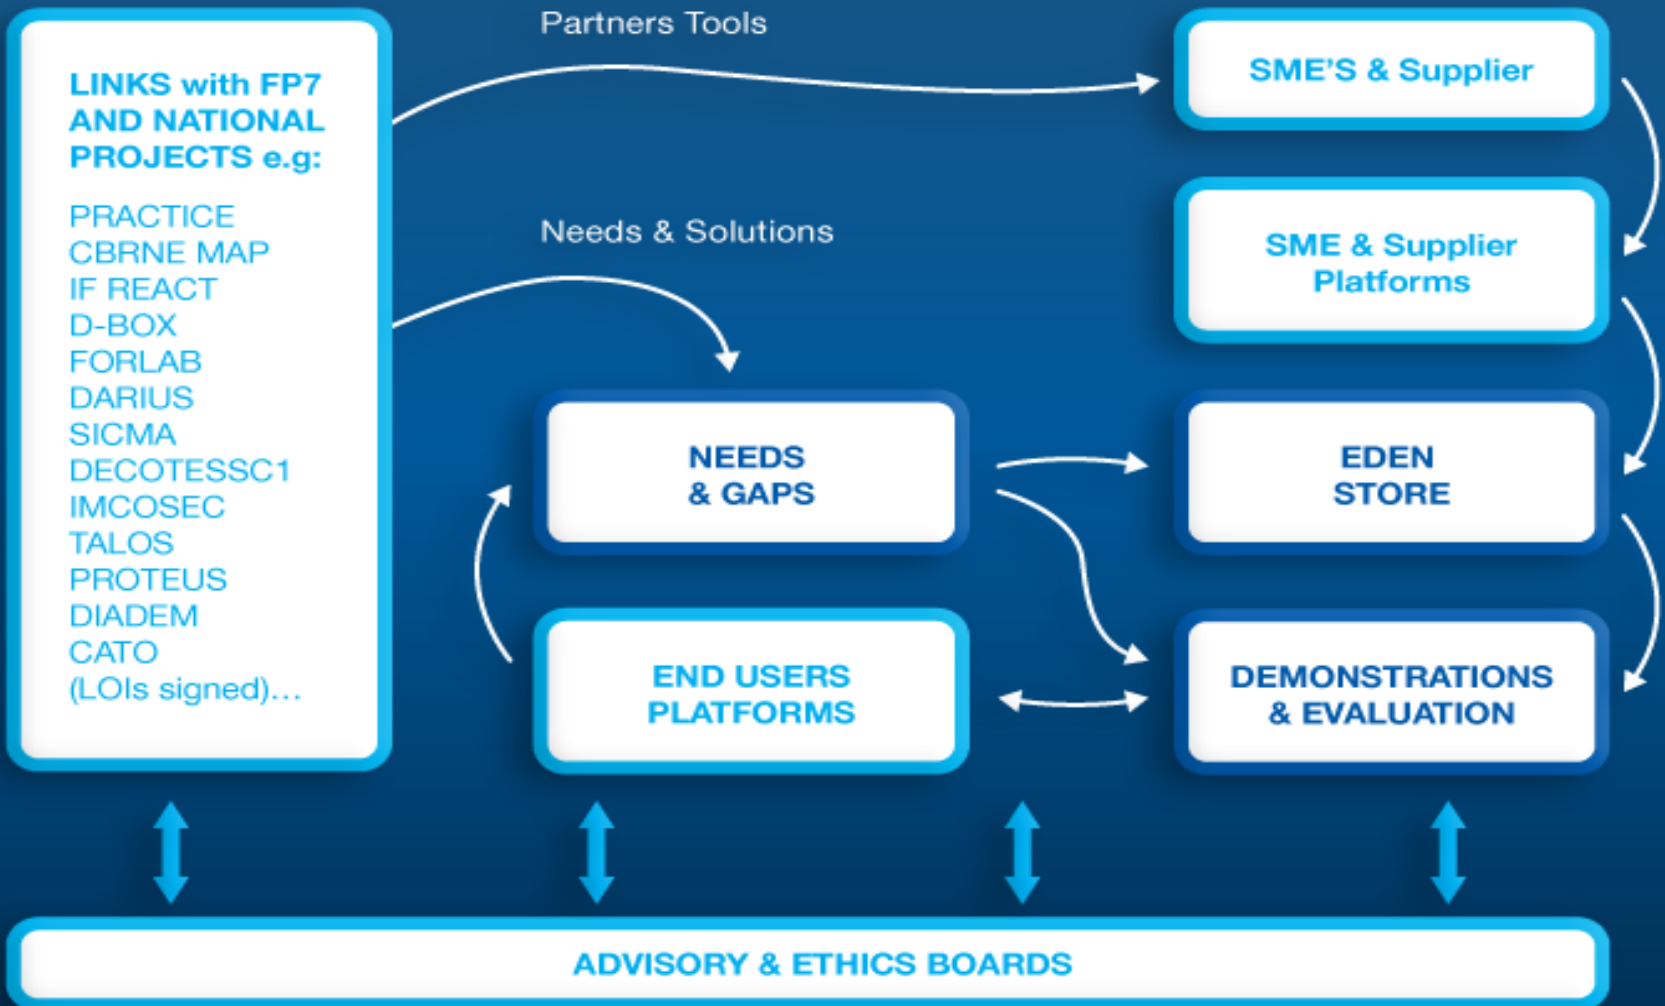 LINKS with FP7
AND NATIONAL
PROJECTS e.g:
PRACTICE
CBRNE MAP
IF REACT
D-BOX
FORLAB
DARIUS
SICMA
DECOTESSC1
IMCOSEC
TALOS
PROTEUS
DIADEM
CATO
(LOIs signed)...
Partners Tools
Needs & Solutions
SME'S & Supplier
SME & Supplier
Platforms
NEEDS
& GAPS
EDEN
STORE
END USERS
PLATFORMS
DEMONSTRATIONS
& EVALUATION
ADVISORY & ETHICS BOARDS